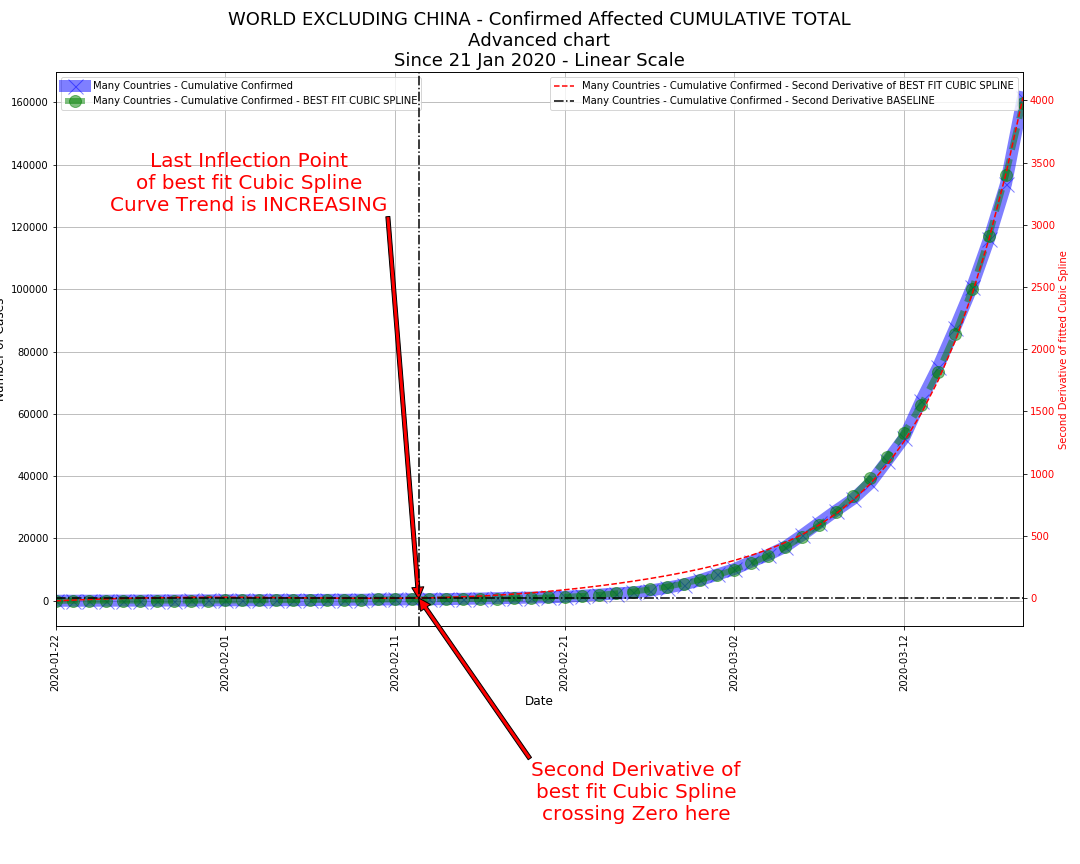 WORLD EXCLUDING CHINA - Confirmed Affected CUMULATIVE TOTAL
Advanced chart
Since 21 Jan 2020 - Linear Scale
Many Countries - Cumulative Confirmed
Many Countries - Cumulative Confirmed - BEST FIT CUBIC SPLINE
Many Countries - Cumulative Confirmed - Second Derivative of BEST FIT CUBIC SPLINE
Many Countries - Cumulative Confirmed - Second Derivative BASELINE
160000
140000
120000
100000
80000
60000
40000
20000
0
Last Inflection Point
of best fit Cubic Spline
Curve Trend is INCREASING
4000
3500
3000
2500
2000
1500
1000
500
0
Second Derivative of fitted Cubic Spline
2020-01-22
2020-02-01
2020-02-11
2020-02-21
2020-03-02
2020-03-12
Date
Second Derivative of
best fit Cubic Spline
crossing Zero here